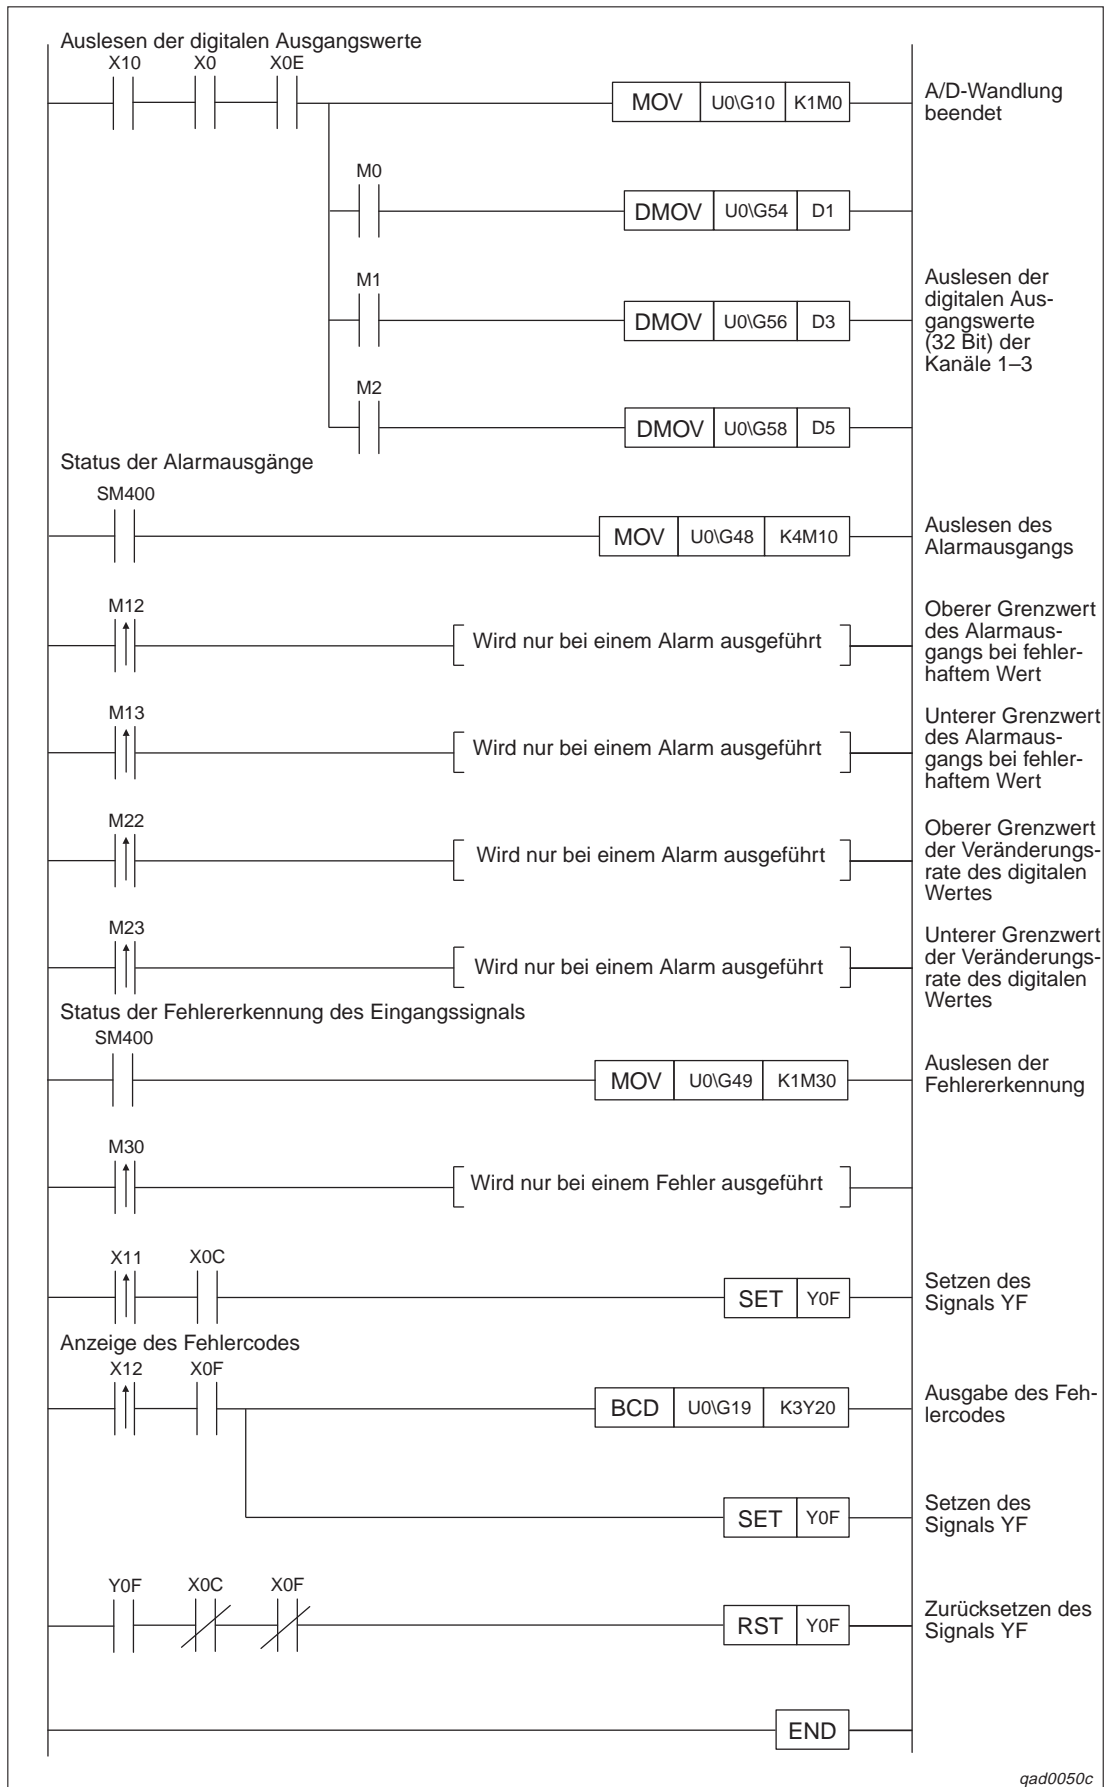 Auslesen der digitalen Ausgangswerte
X10 X0 X0E
MOV U0\G10 K1M0
A/D-Wandlung
beendet
M0
DMOV U0\G54 D1
M1
DMOV U0\G56 D3
Auslesen der
digitalen Aus-
gangswerte
(32 Bit) der
Kanäle 1–3
M2
DMOV U0\G58 D5
Status der Alarmausgänge
SM400
MOV U0\G48 K4M10
Auslesen des
Alarmausgangs
M12
Wird nur bei einem Alarm ausgeführt
Oberer Grenzwert
des Alarmaus-
gangs bei fehler-
haftem Wert
M13
Wird nur bei einem Alarm ausgeführt
Unterer Grenzwert
des Alarmaus-
gangs bei fehler-
haftem Wert
M22
Wird nur bei einem Alarm ausgeführt
Oberer Grenzwert
der Veränderungs-
rate des digitalen
Wertes
M23
Wird nur bei einem Alarm ausgeführt
Unterer Grenzwert
der Veränderungs-
rate des digitalen
Wertes
Status der Fehlererkennung des Eingangssignals
SM400
MOV U0\G49 K1M30
Auslesen der
Fehlererkennung
M30
Wird nur bei einem Fehler ausgeführt
X11 X0C
SET Y0F
Setzen des
Signals YF
Anzeige des Fehlercodes
X12 X0F
BCD U0\G19 K3Y20
Ausgabe des Feh-
lercodes
SET Y0F
Setzen des
Signals YF
Y0F X0C X0F
RST Y0F
Zurücksetzen des
Signals YF
END
qad0050c